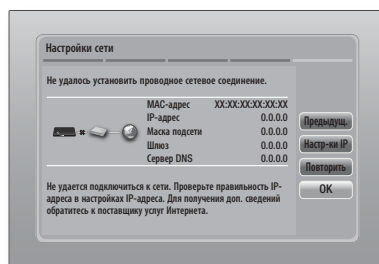 Настройки сети
Не удалось установить проводное сетевое соединение.
MAC-адрес XX:XX:XX:XX:XX:XX
IP-адрес 0.0.0.0
Маска подсети 0.0.0.0
Шлюз 0.0.0.0
Сервер DNS 0.0.0.0
Предыдущ.
Настр-ки IP
Повторить
OK
Не удается подключиться к сети. Проверьте правильность IP-
адреса в настройках IP-адреса. Для получения доп. сведений
обратитесь к поставщику услуг Интернета.